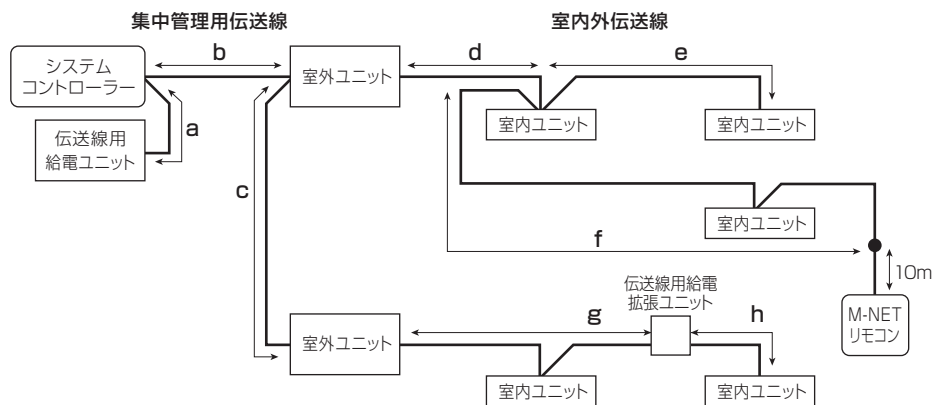 集中管理用伝送線
室内外伝送線
システム
コントローラー
b
室外ユニット
d
e
伝送線用
給電ユニット
a
室内ユニット
室内ユニット
c
室内ユニット
f
10m
M-NET
リモコン
伝送線用給電
拡張ユニット
室外ユニット
g
h
室内ユニット
室内ユニット